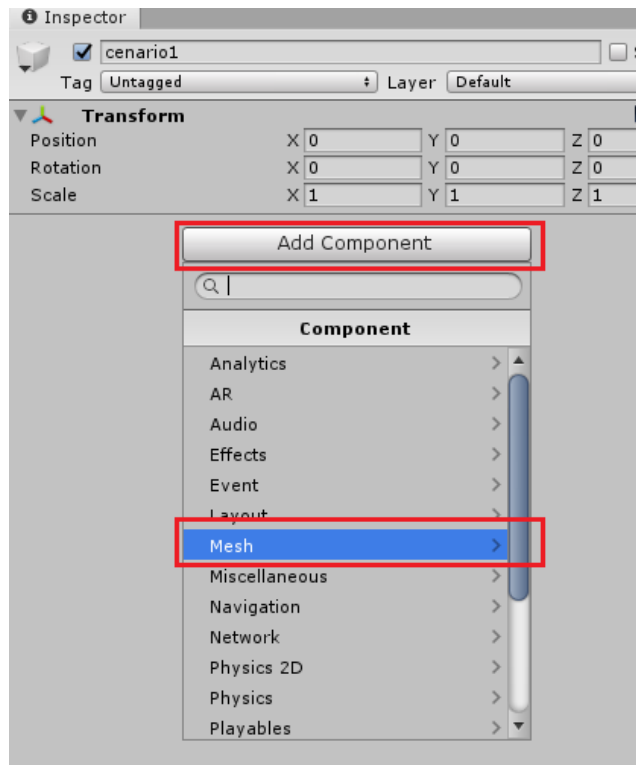 Inspector
cenario1
Tag Untagged Layer Default
Transform
Position X 0 Y 0 Z 0
Rotation X 0 Y 0 Z 0
Scale X 1 Y 1 Z 1
Add Component
Component
Analytics
AR
Audio
Effects
Event
Layout
Mesh
Miscellaneous
Navigation
Network
Physics 2D
Physics
Playables